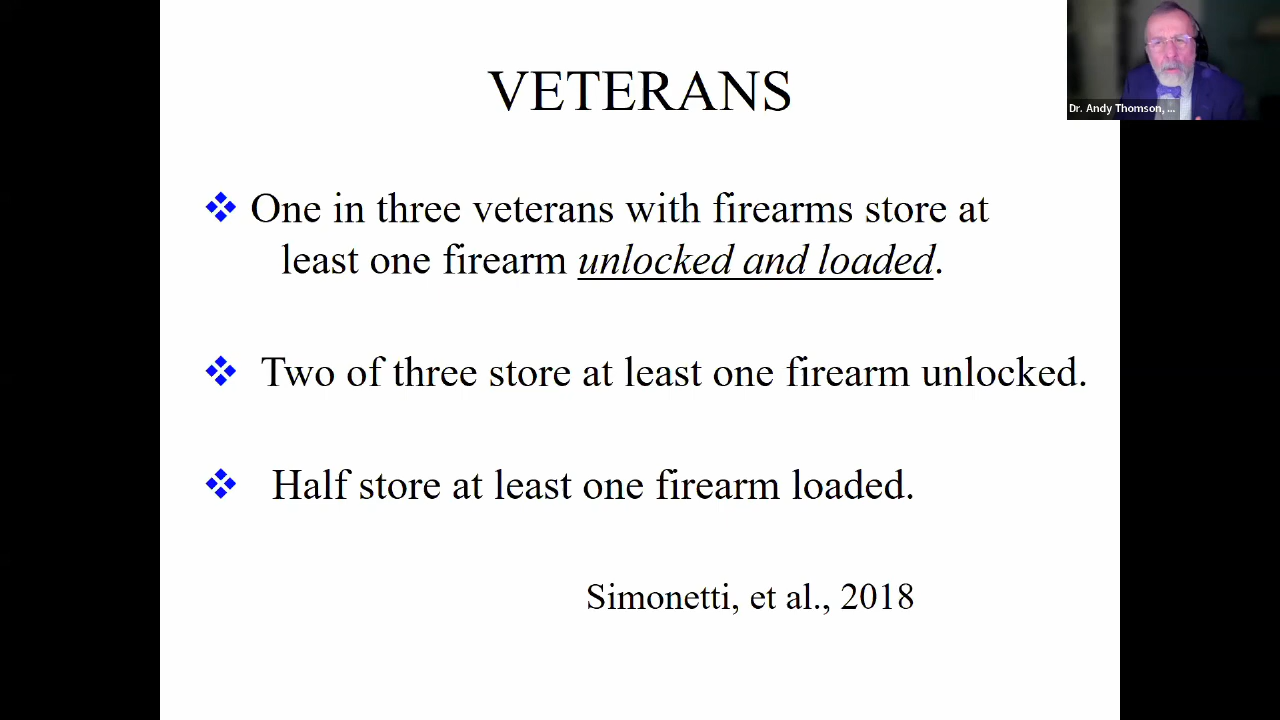 VETERANS
Dr. Andy Thomson, ...
One in three veterans with firearms store at
least one firearm unlocked and loaded.
Two of three store at least one firearm unlocked.
Half store at least one firearm loaded.
Simonetti, et al., 2018